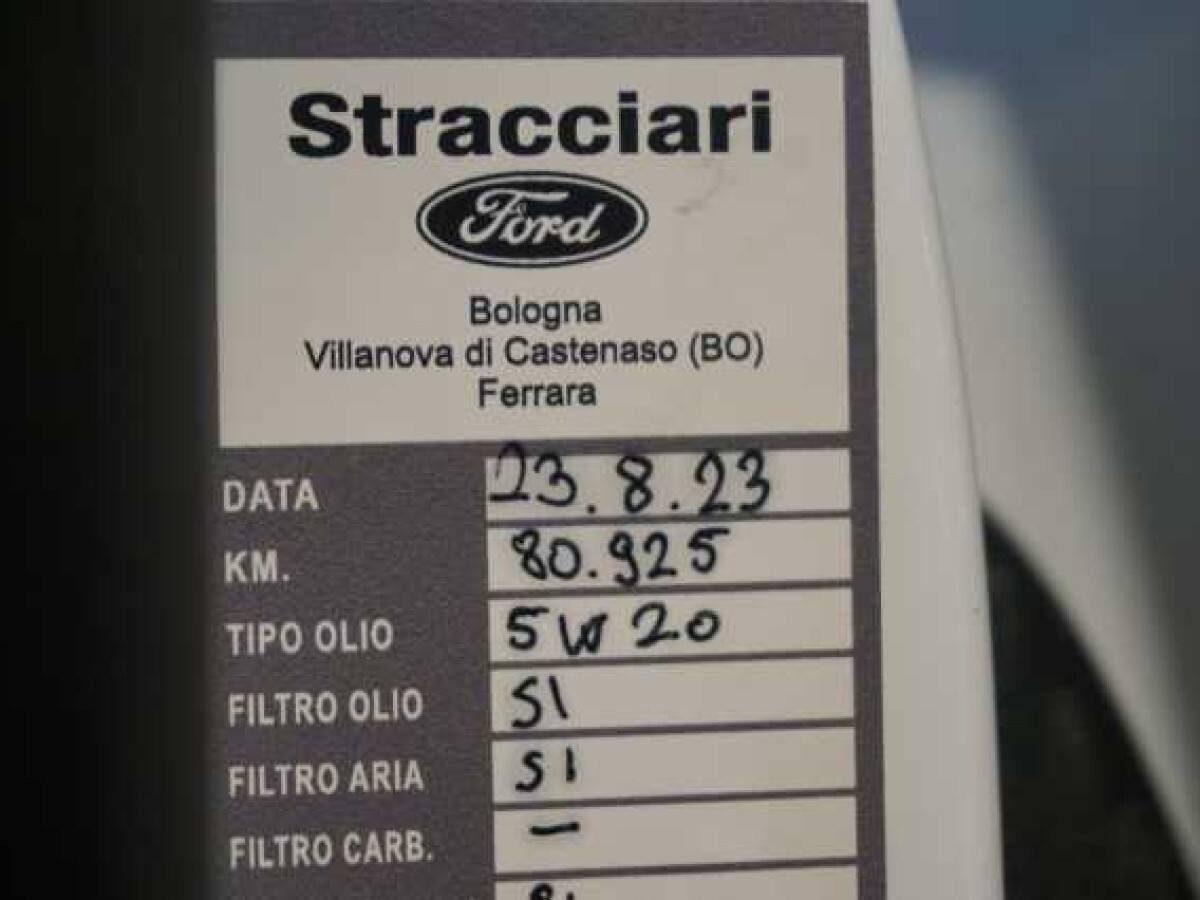 Stracciari
Ford
Bologna
Villanova di Castenaso (BO)
Ferrara
DATA 23.8.23
KM. 80.925
TIPO OLIO 5W20
FILTRO OLIO SI
FILTRO ARIA SI
FILTRO CARB. –